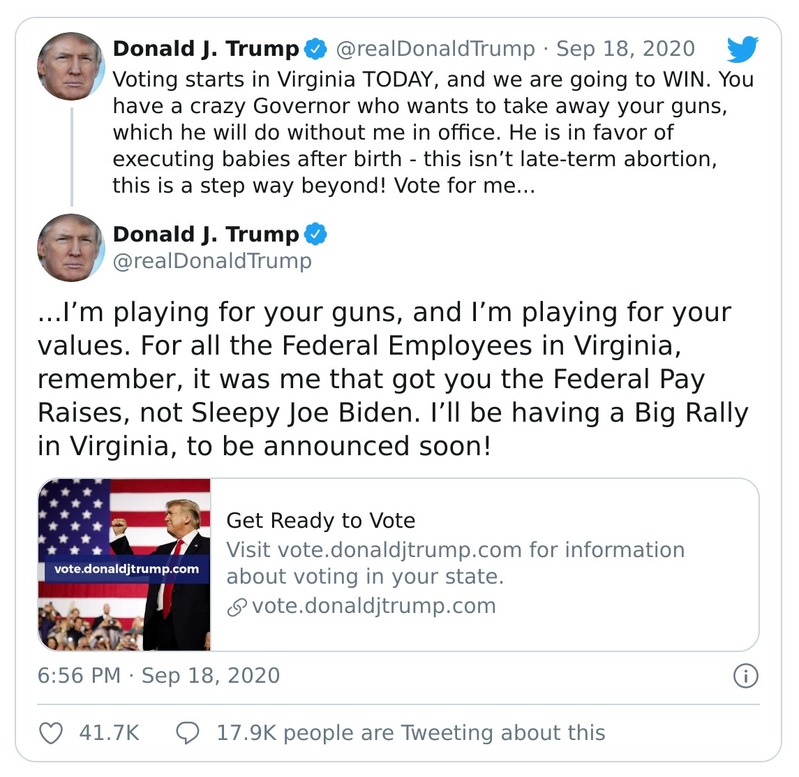 Donald J. Trump @realDonaldTrump · Sep 18, 2020
Voting starts in Virginia TODAY, and we are going to WIN. You
have a crazy Governor who wants to take away your guns,
which he will do without me in office. He is in favor of
executing babies after birth - this isn’t late-term abortion,
this is a step way beyond! Vote for me...
Donald J. Trump
@realDonaldTrump
...I’m playing for your guns, and I’m playing for your
values. For all the Federal Employees in Virginia,
remember, it was me that got you the Federal Pay
Raises, not Sleepy Joe Biden. I’ll be having a Big Rally
in Virginia, to be announced soon!
vote.donaldjtrump.com
Get Ready to Vote
Visit vote.donaldjtrump.com for information
about voting in your state.
vote.donaldjtrump.com
6:56 PM · Sep 18, 2020
41.7K 17.9K people are Tweeting about this